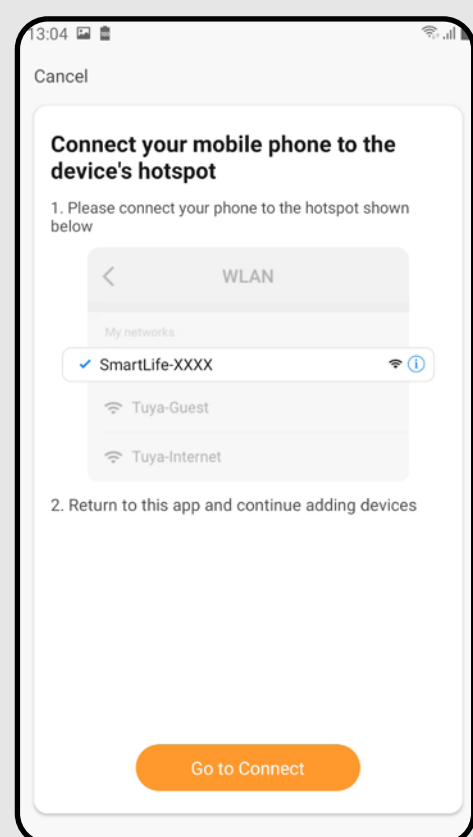 13:04
Cancel
Connect your mobile phone to the
device's hotspot
1. Please connect your phone to the hotspot shown
below
WLAN
My networks
SmartLife-XXXX
Tuya-Guest
Tuya-Internet
2. Return to this app and continue adding devices
Go to Connect